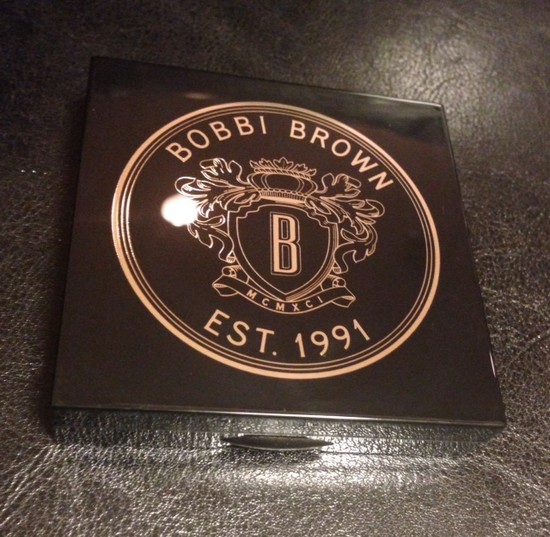 BOBBI BROWN
B
MCMXCI
EST. 1991